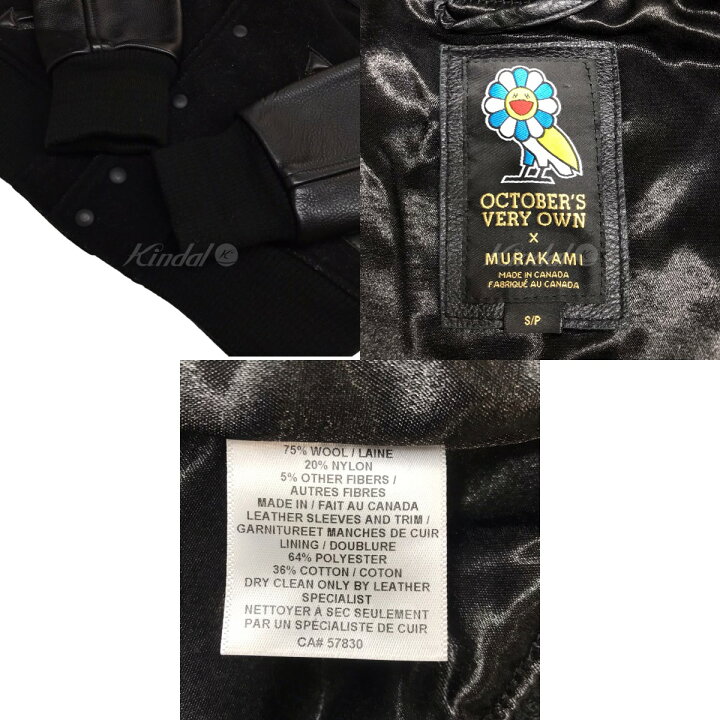 Kindal
OCTOBER'S
VERY OWN
X
MURAKAMI
MADE IN CANADA
FABRIQUÉ AU CANADA
S/P
75% WOOL / LAINE
20% NYLON
5% OTHER FIBERS /
AUTRES FIBRES
MADE IN / FAIT AU CANADA
LEATHER SLEEVES AND TRIM /
GARNITUREET MANCHES DE CUIR
LINING / DOUBLURE
64% POLYESTER
36% COTTON / COTON
DRY CLEAN ONLY BY LEATHER
SPECIALIST
NETTOYER À SEC SEULEMENT
PAR UN SPÉCIALISTE DE CUIR
CA# 57830